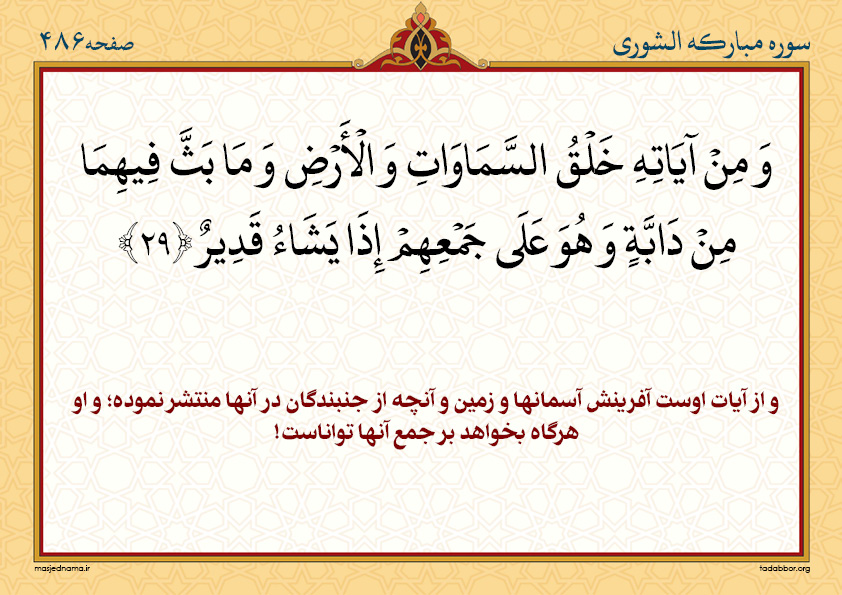 سوره مبارکه الشوری
صفحه ۴۸۶
وَ مِنْ آيَاتِهِ خَلْقُ السَّمَاوَاتِ وَ الْأَرْضِ وَ مَا بَثَّ فِيهِمَا
مِنْ دَابَّةٍ وَ هُوَ عَلَى جَمْعِهِمْ إِذَا يَشَاءُ قَدِيرٌ ﴿۲۹﴾
و از آیات اوست آفرینش آسمانها و زمین و آنچه از جنبندگان در آنها منتشر نموده؛ و او
هرگاه بخواهد بر جمع آنها تواناست!
masjednama.ir
tadabbor.org